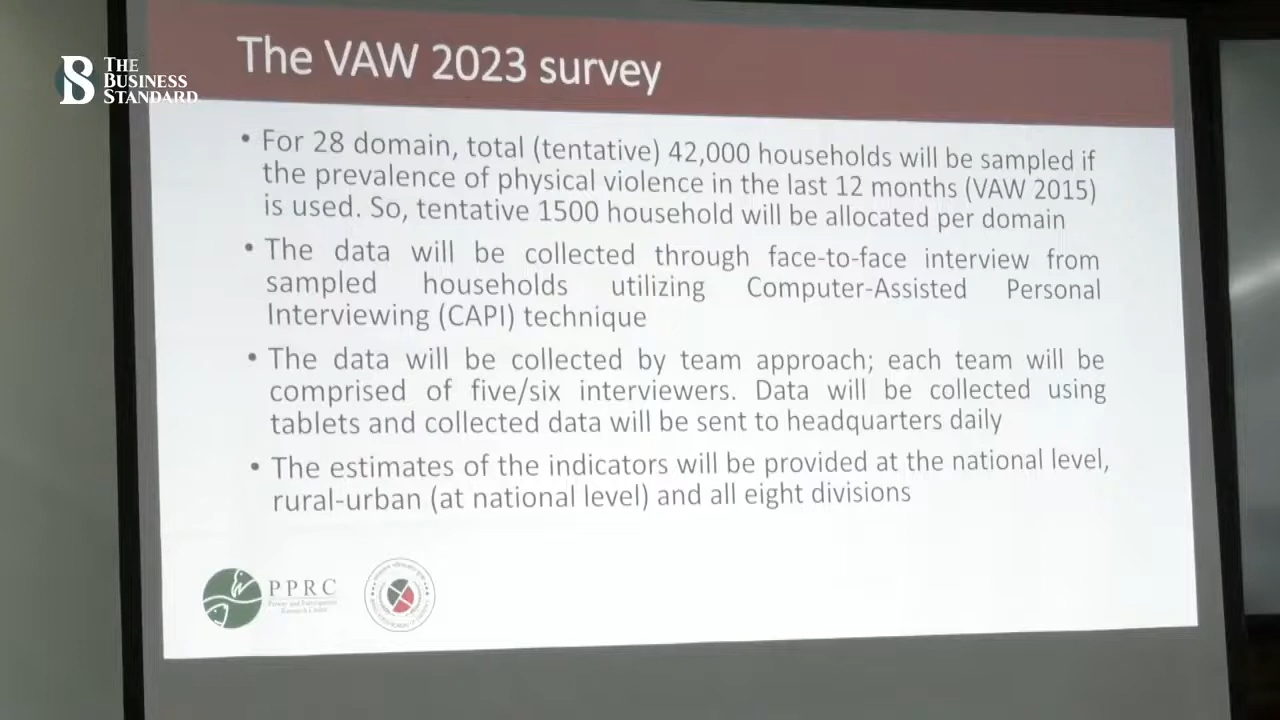 THE
BUSINESS
STANDARD
The VAW 2023 survey
• For 28 domain, total (tentative) 42,000 households will be sampled if
the prevalence of physical violence in the last 12 months (VAW 2015)
is used. So, tentative 1500 household will be allocated per domain
• The data will be collected through face-to-face interview from
sampled households utilizing Computer-Assisted Personal
Interviewing (CAPI) technique
• The data will be collected by team approach; each team will be
comprised of five/six interviewers. Data will be collected using
tablets and collected data will be sent to headquarters daily
• The estimates of the indicators will be provided at the national level,
rural-urban (at national level) and all eight divisions
PPRC
Power and Participation
Research Centre